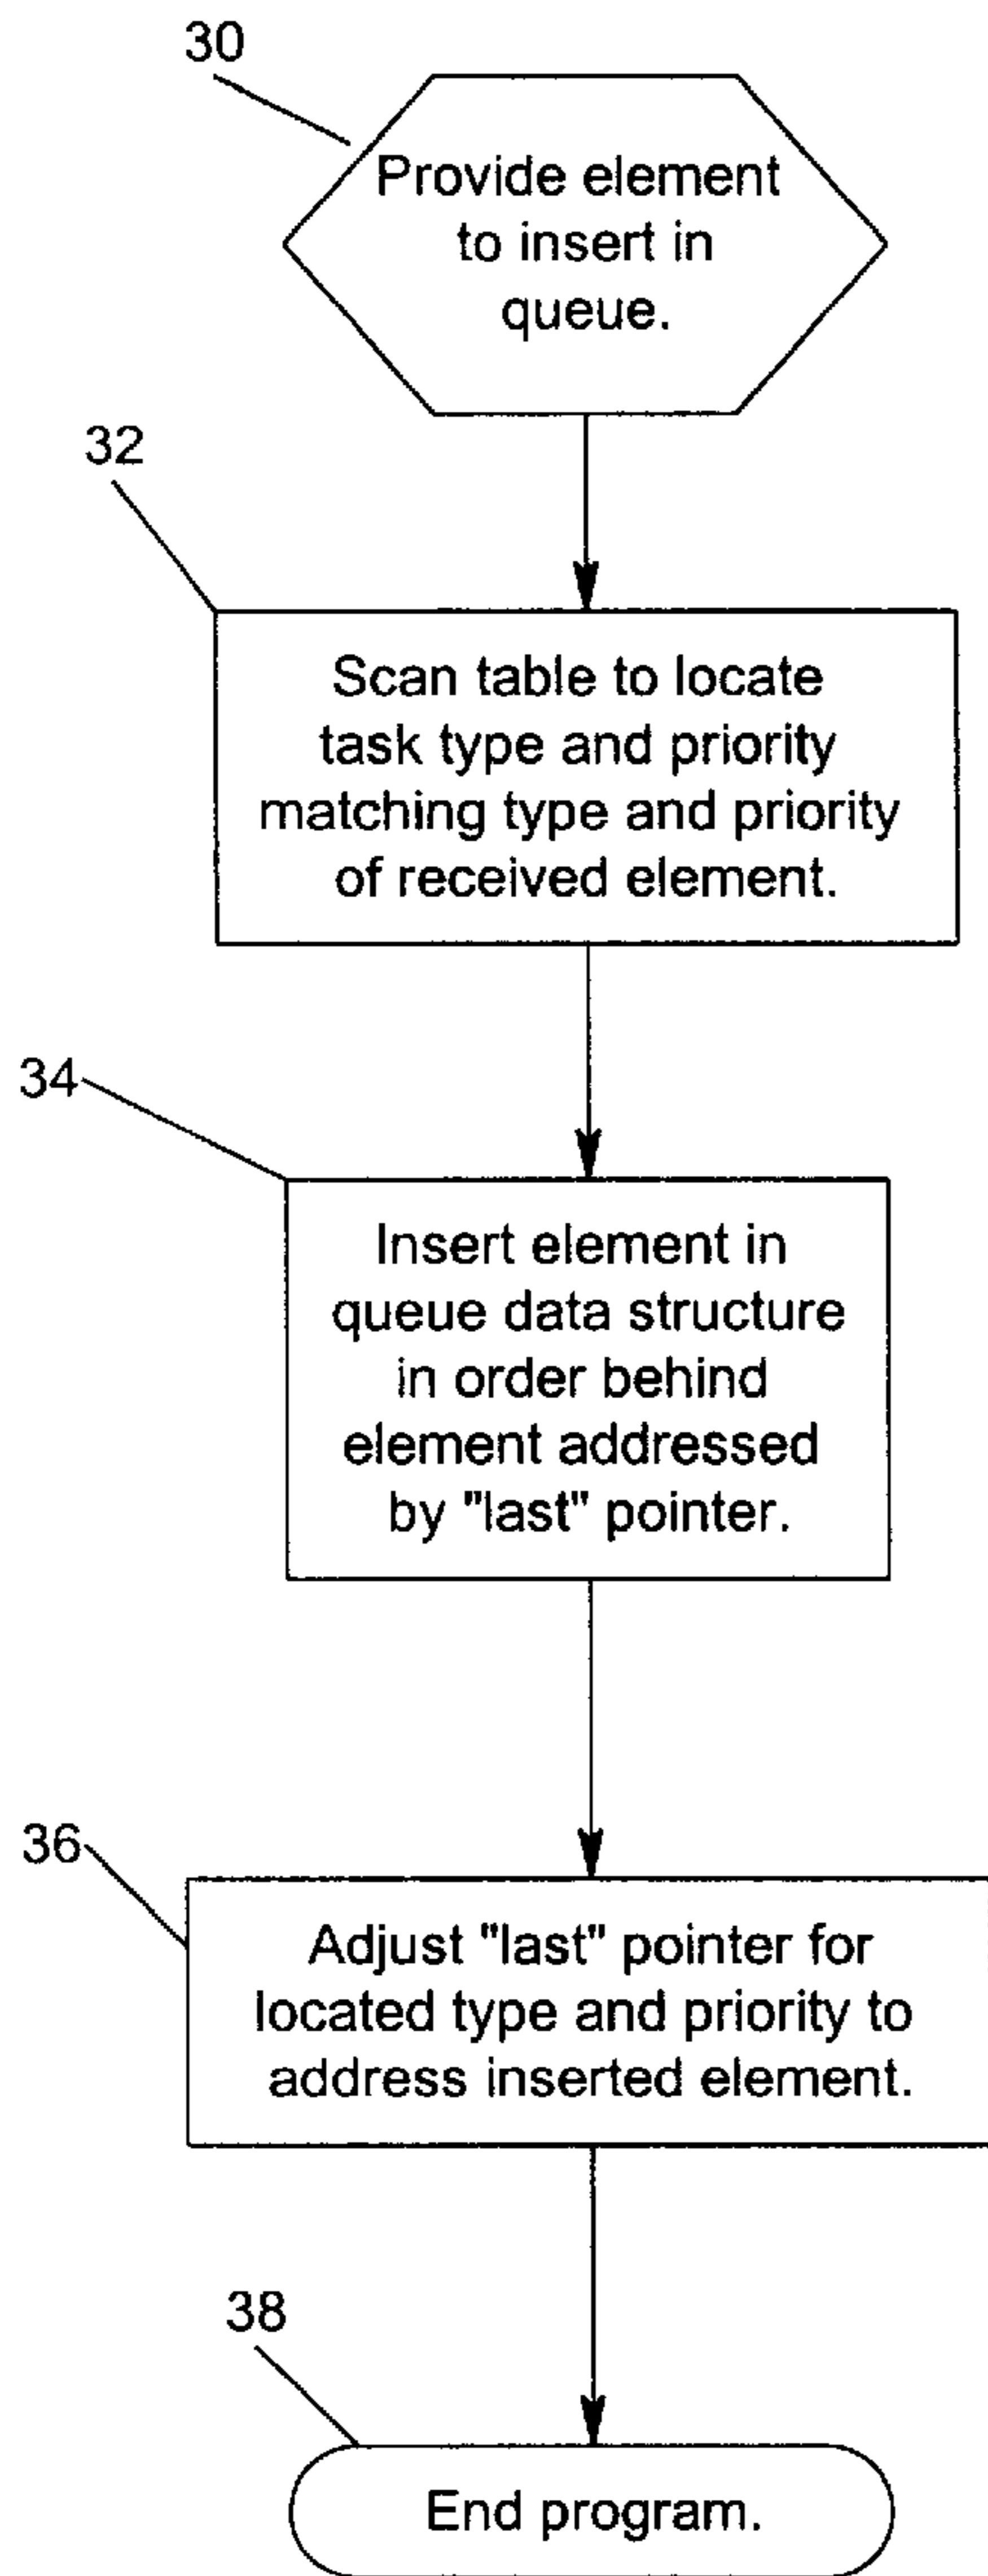 30
Provide element
to insert in
queue.
32
Scan table to locate
task type and priority
matching type and priority
of received element.
34
Insert element in
queue data structure
in order behind
element addressed
by "last" pointer.
36
Adjust "last" pointer for
located type and priority to
address inserted element.
38
End program.